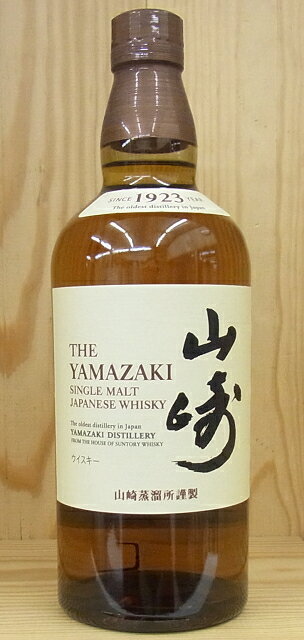 SINCE 1923 YEAR
The oldest distillery in Japan
山崎
THE
YAMAZAKI
SINGLE MALT
JAPANESE WHISKY
The oldest distillery in Japan
YAMAZAKI DISTILLERY
FROM THE HOUSE OF SUNTORY WHISKY
ウイスキー
山崎蒸溜所謹製